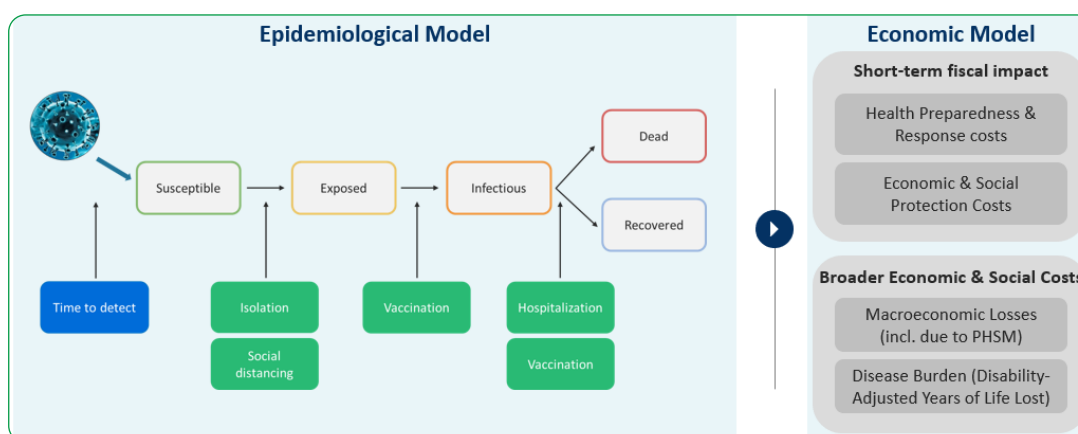 Epidemiological Model
Susceptible
Exposed
Infectious
Dead
Recovered
Time to detect
Isolation
Social
distancing
Vaccination
Hospitalization
Vaccination
Economic Model
Short-term fiscal impact
Health Preparedness &
Response costs
Economic & Social
Protection Costs
Broader Economic & Social Costs
Macroeconomic Losses
(incl. due to PHSM)
Disease Burden (Disability-
Adjusted Years of Life Lost)